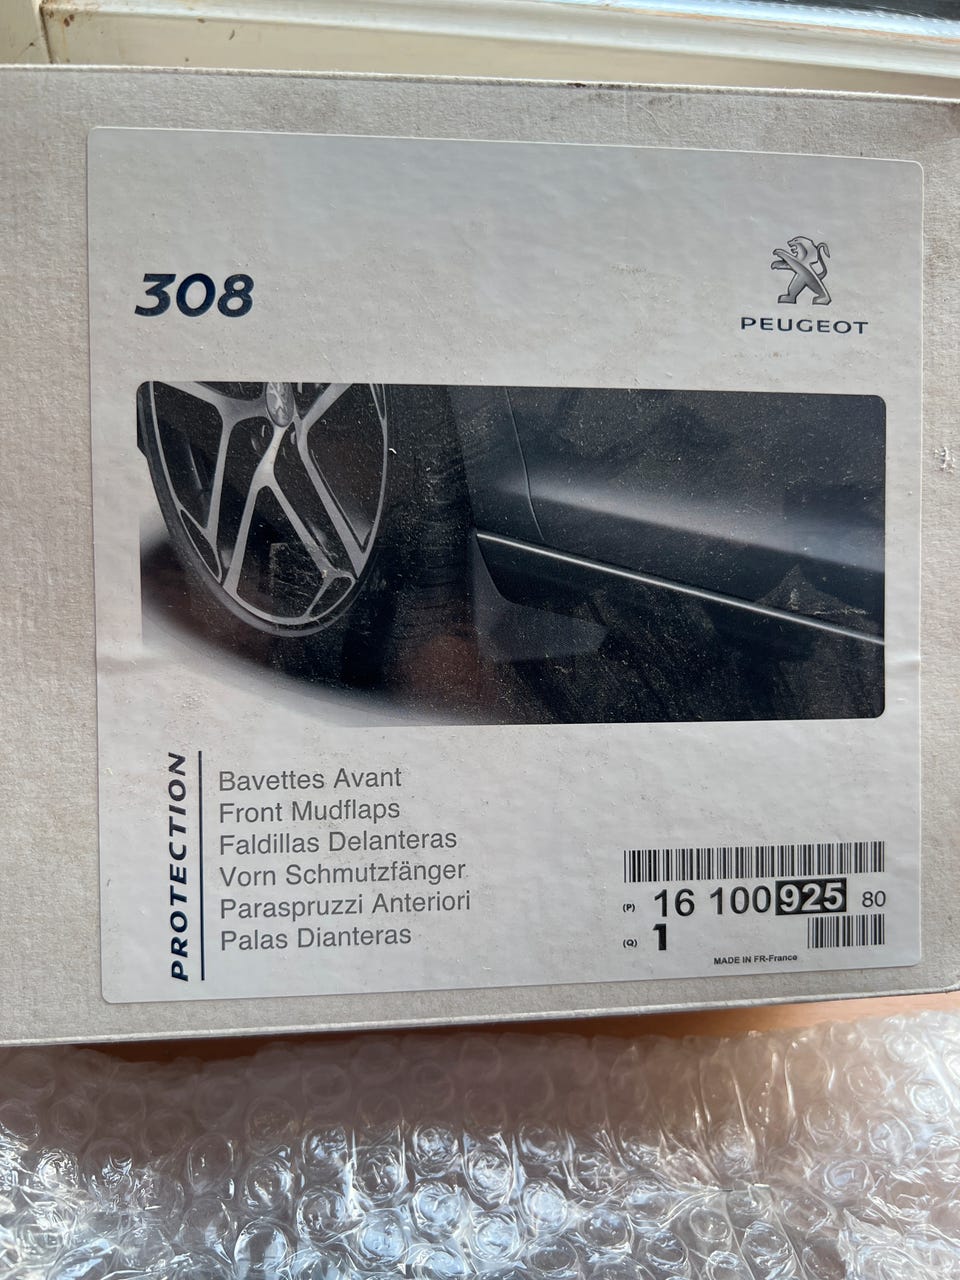 308
PEUGEOT
PROTECTION
Bavettes Avant
Front Mudflaps
Faldillas Delanteras
Vorn Schmutzfänger
Paraspruzzi Anteriori
Palas Dianteras
(P) 16 100 925 80
(Q) 1
MADE IN FR-France